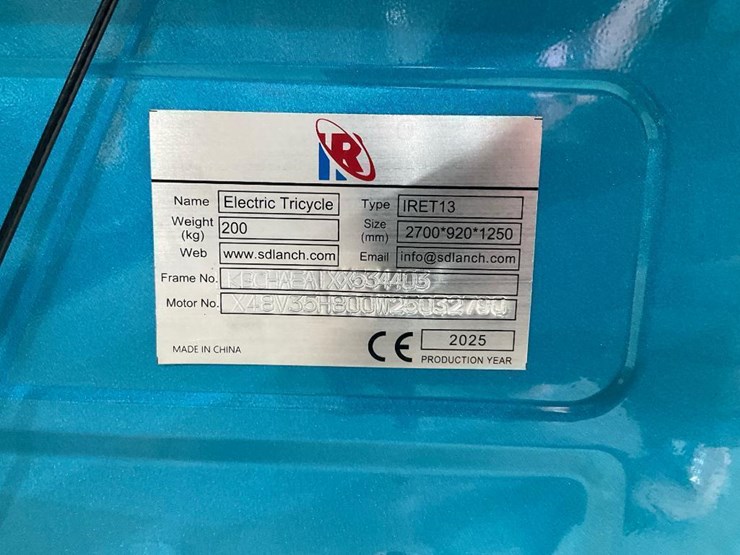 Name Electric Tricycle Type IRET13
Weight (kg) 200 Size (mm) 2700*920*1250
Web www.sdlanch.com Email info@sdlanch.com
Frame No.
Motor No.
MADE IN CHINA CE 2025
PRODUCTION YEAR